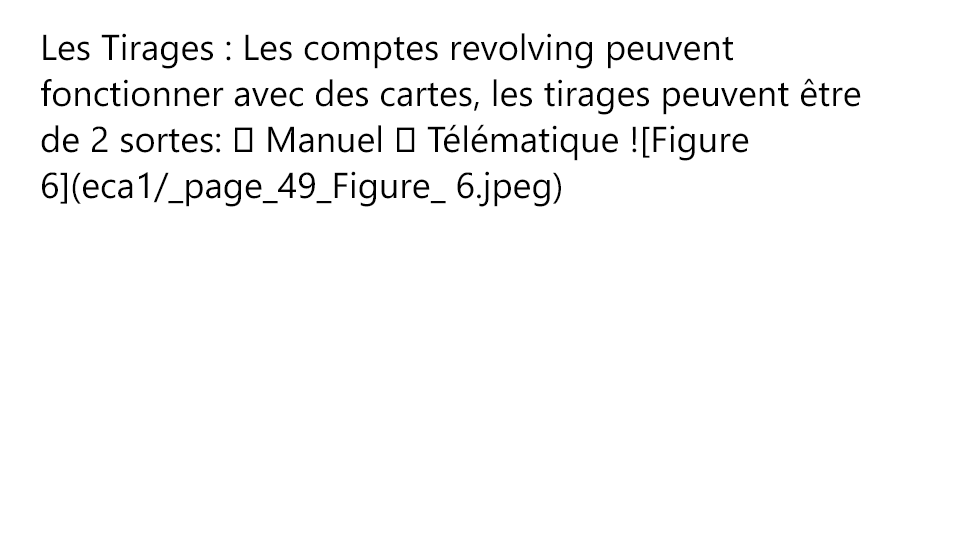 Les Tirages : Les comptes revolving peuvent
fonctionner avec des cartes, les tirages peuvent être
de 2 sortes: 􀂾 Manuel 􀂾 Télématique ![Figure
6](eca1/_page_49_Figure_ 6.jpeg)